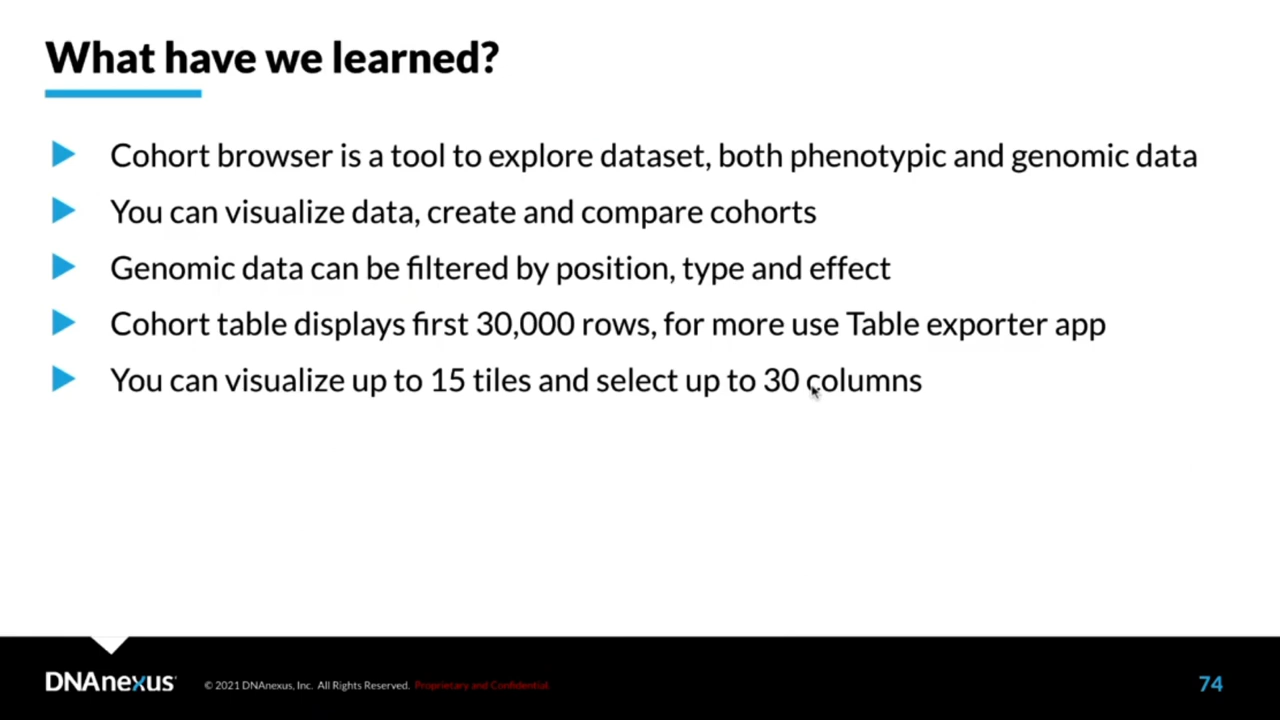 What have we learned?
Cohort browser is a tool to explore dataset, both phenotypic and genomic data
You can visualize data, create and compare cohorts
Genomic data can be filtered by position, type and effect
Cohort table displays first 30,000 rows, for more use Table exporter app
You can visualize up to 15 tiles and select up to 30 columns
DNAnexus
© 2021 DNAnexus, Inc. All Rights Reserved. Proprietary and Confidential.
74